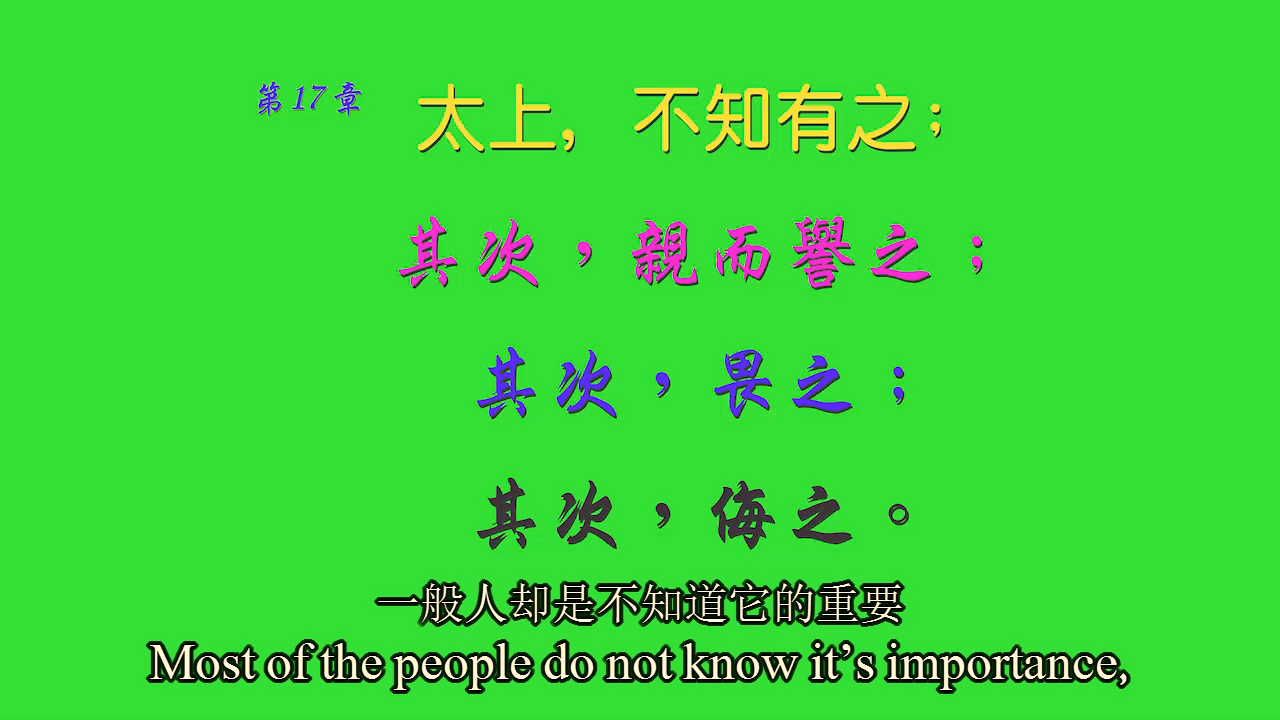 第17章 太上，不知有之；
其次，親而譽之；
其次，畏之；
其次，侮之。
一般人却是不知道它的重要
Most of the people do not know it’s importance,